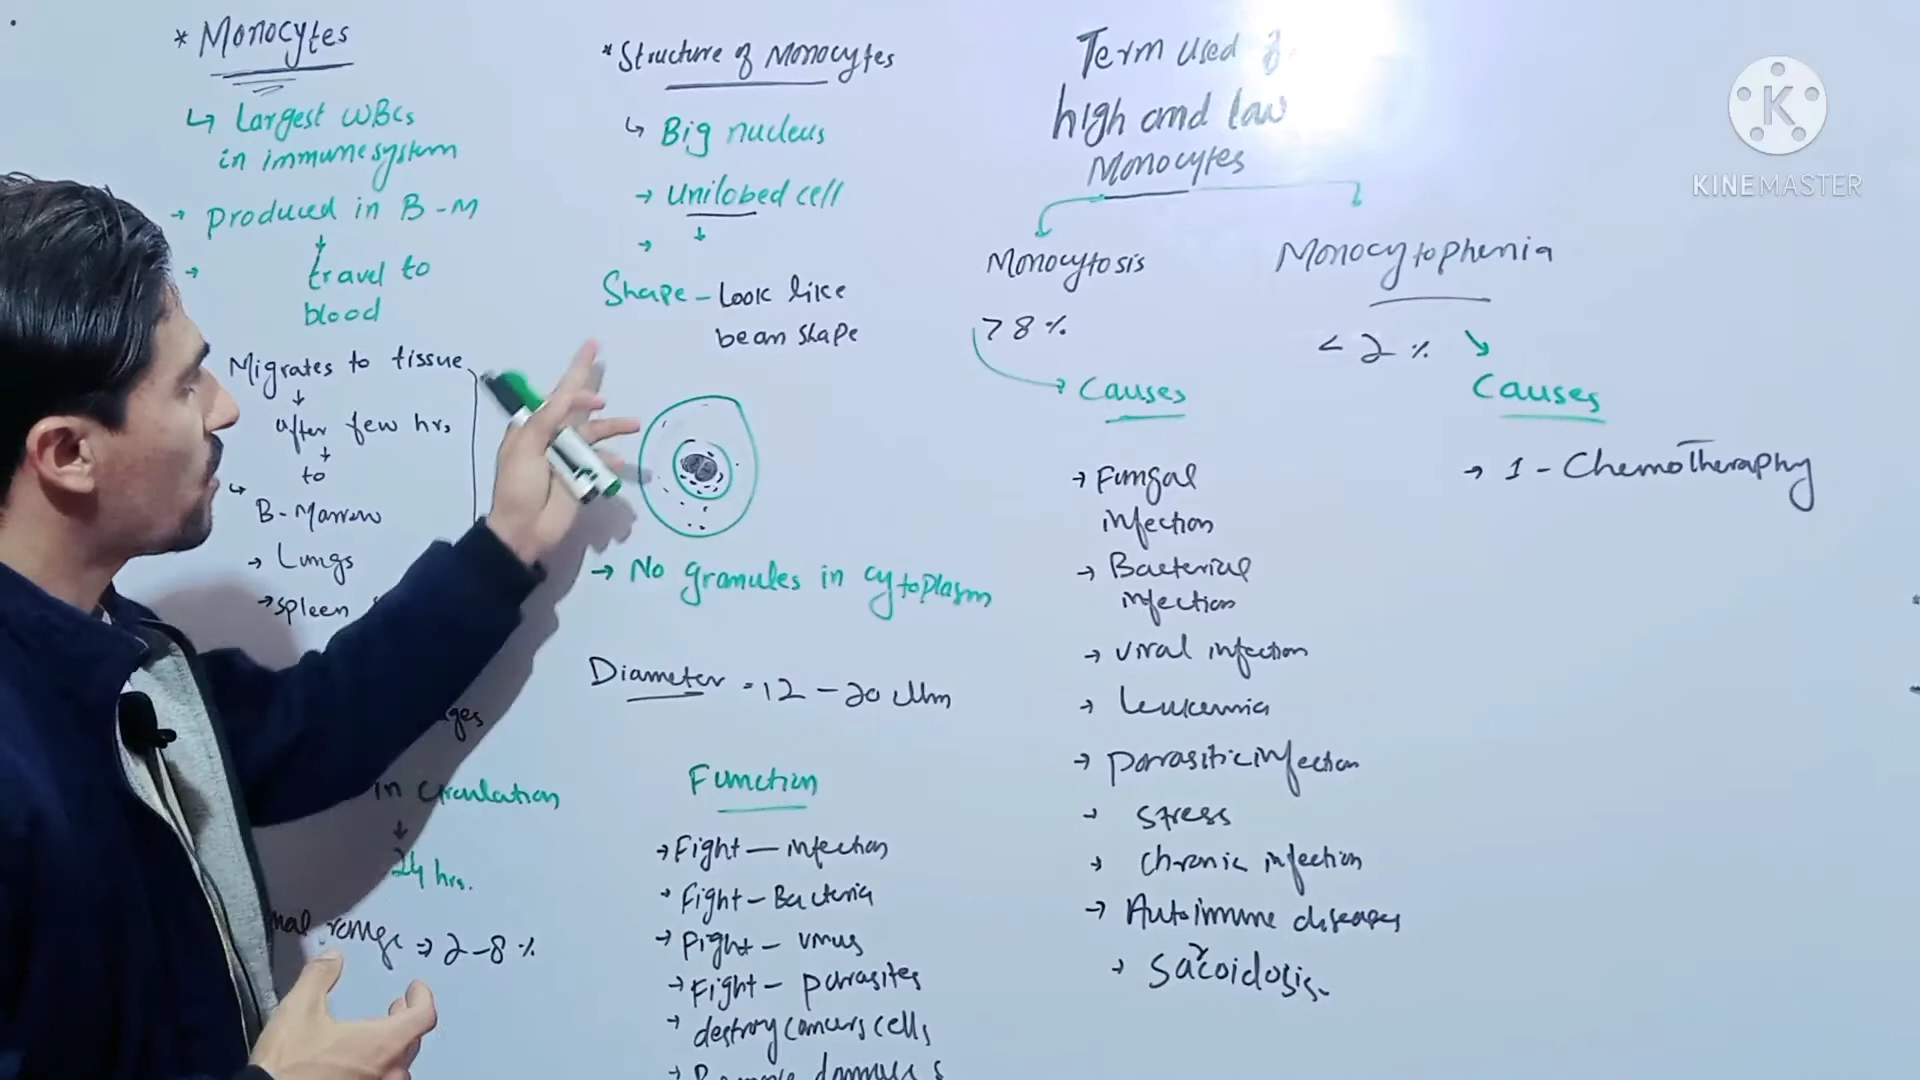 * Monocytes
↳ Largest WBCs
in immune system
→ produced in B-M
→ travel to
blood
Migrates to tissue
after few hrs
to
↳ B-Marrow
→ Lungs
→ spleen
ges
in circulation
24 hrs.
nal range ⇒ 2-8 %
* Structure of Monocytes
↳ Big nucleus
→ Unilobed cell
→
Shape - Look like
bean shape
→ No granules in cytoplasm
Diameter = 12 - 20 Mm
Function
→ Fight - infection
→ Fight - Bacteria
→ Fight - virus
→ Fight - parasites
→ destroy cancers cells
Term used
high and low
Monocytes
Monocytosis
> 8 %
→ Causes
→ Fungal
infection
→ Bacterial
infection
→ viral infection
→ Leukemia
→ parasitic infection
→ stress
→ chronic infection
→ Autoimmune diseases
→ Sarcoidosis.
Monocytophenia
< 2 %
Causes
→ 1 - Chemotheraphy
KINEMASTER